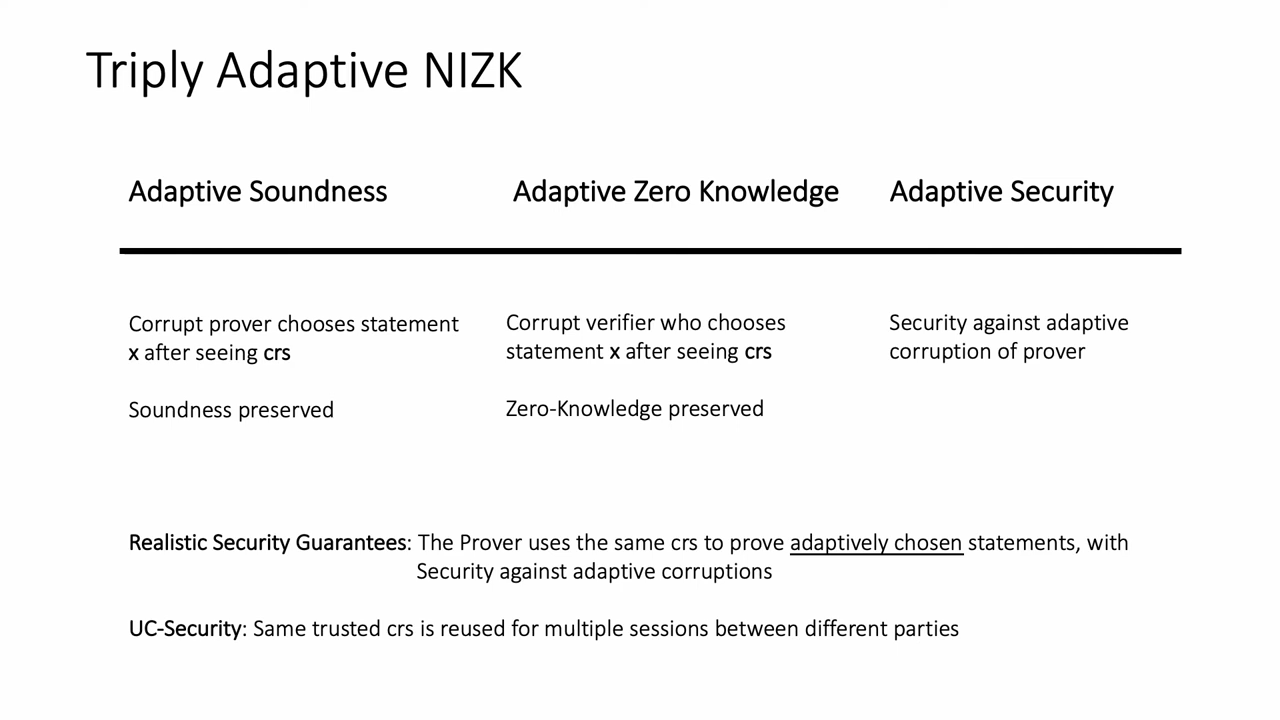 Triply Adaptive NIZK
Adaptive Soundness
Adaptive Zero Knowledge
Adaptive Security
Corrupt prover chooses statement
x after seeing crs
Soundness preserved
Corrupt verifier who chooses
statement x after seeing crs
Zero-Knowledge preserved
Security against adaptive
corruption of prover
Realistic Security Guarantees: The Prover uses the same crs to prove adaptively chosen statements, with
Security against adaptive corruptions
UC-Security: Same trusted crs is reused for multiple sessions between different parties